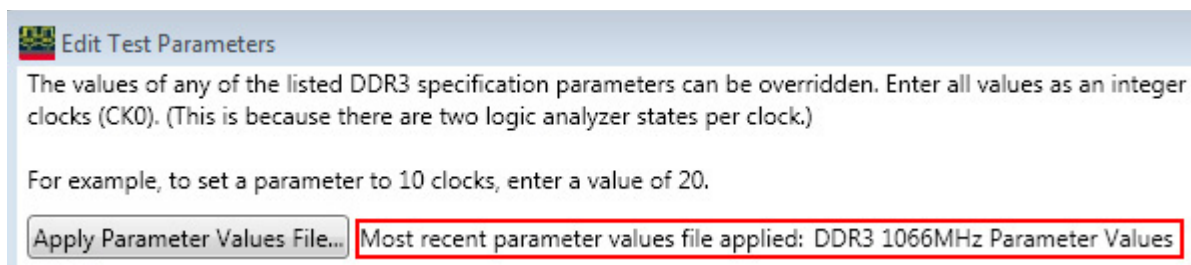 Edit Test Parameters
The values of any of the listed DDR3 specification parameters can be overridden. Enter all values as an integer
clocks (CK0). (This is because there are two logic analyzer states per clock.)
For example, to set a parameter to 10 clocks, enter a value of 20.
Apply Parameter Values File... Most recent parameter values file applied: DDR3 1066MHz Parameter Values